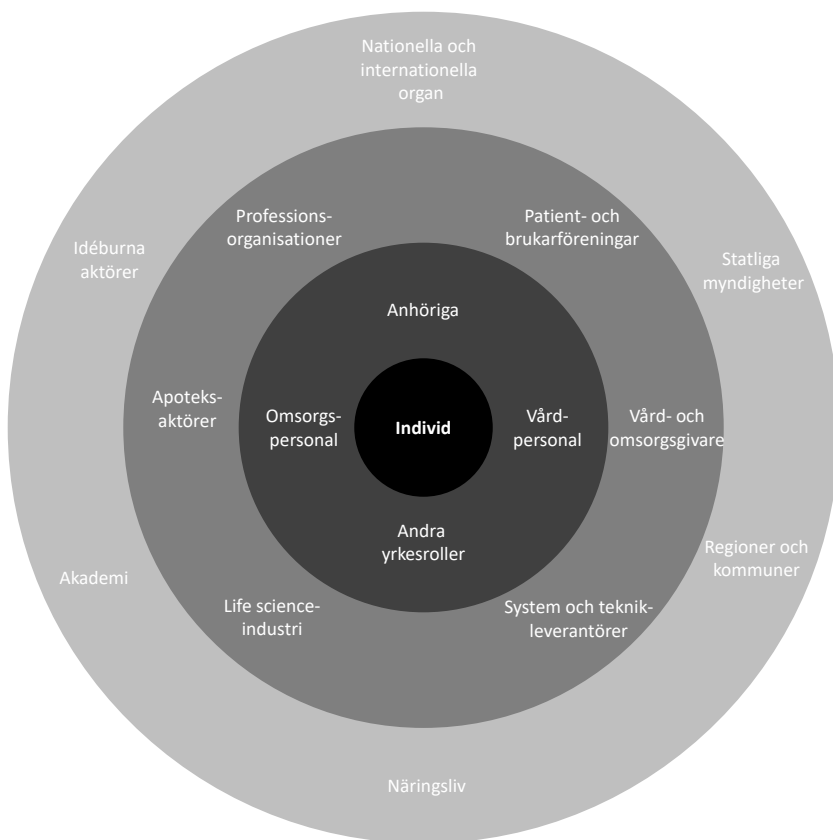 Nationella och
internationella
organ
Professions-
organisationer
Patient- och
brukarföreningar
Idéburna
aktörer
Statliga
myndigheter
Anhöriga
Apoteks-
aktörer
Omsorgs-
personal
Individ
Vård-
personal
Vård- och
omsorgsgivare
Andra
yrkesroller
Regioner och
kommuner
Akademi
Life science-
industri
System och teknik-
leverantörer
Näringsliv